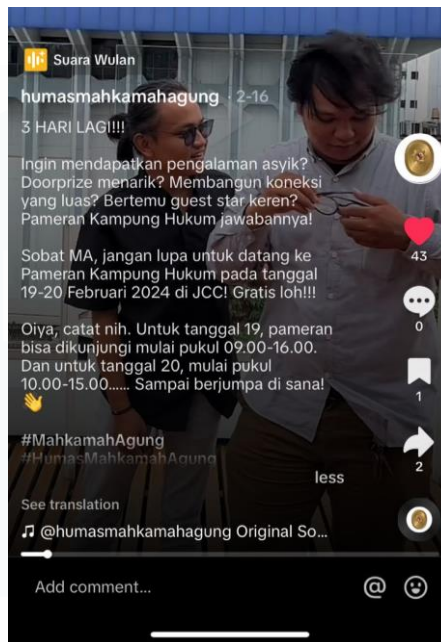 Suara Wulan
humasmahkamahagung · 2-16
3 HARI LAGI!!!
Ingin mendapatkan pengalaman asyik?
Doorprize menarik? Membangun koneksi
yang luas? Bertemu guest star keren?
Pameran Kampung Hukum jawabannya!
Sobat MA, jangan lupa untuk datang ke
Pameran Kampung Hukum pada tanggal
19-20 Februari 2024 di JCC! Gratis loh!!!
Oiya, catat nih. Untuk tanggal 19, pameran
bisa dikunjungi mulai pukul 09.00-16.00.
Dan untuk tanggal 20, mulai pukul
10.00-15.00...... Sampai berjumpa di sana!
👋
#MahkamahAgung
#HumasMahkamahAgung
less
See translation
@humasmahkamahagung Original So...
Add comment...
@
43
0
1
2